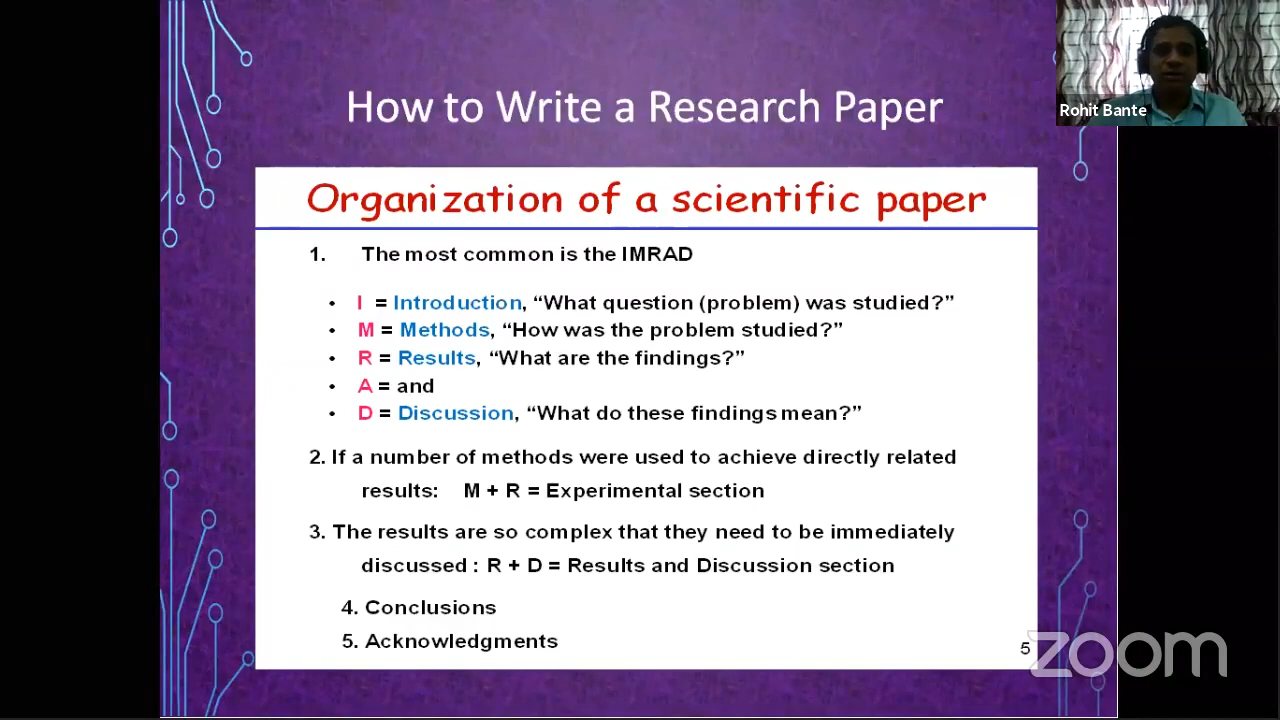 How to Write a Research Paper
Rohit Bante
Organization of a scientific paper
1. The most common is the IMRAD
• I = Introduction, “What question (problem) was studied?”
• M = Methods, “How was the problem studied?”
• R = Results, “What are the findings?”
• A = and
• D = Discussion, “What do these findings mean?”
2. If a number of methods were used to achieve directly related
results: M + R = Experimental section
3. The results are so complex that they need to be immediately
discussed : R + D = Results and Discussion section
4. Conclusions
5. Acknowledgments
5
zoom